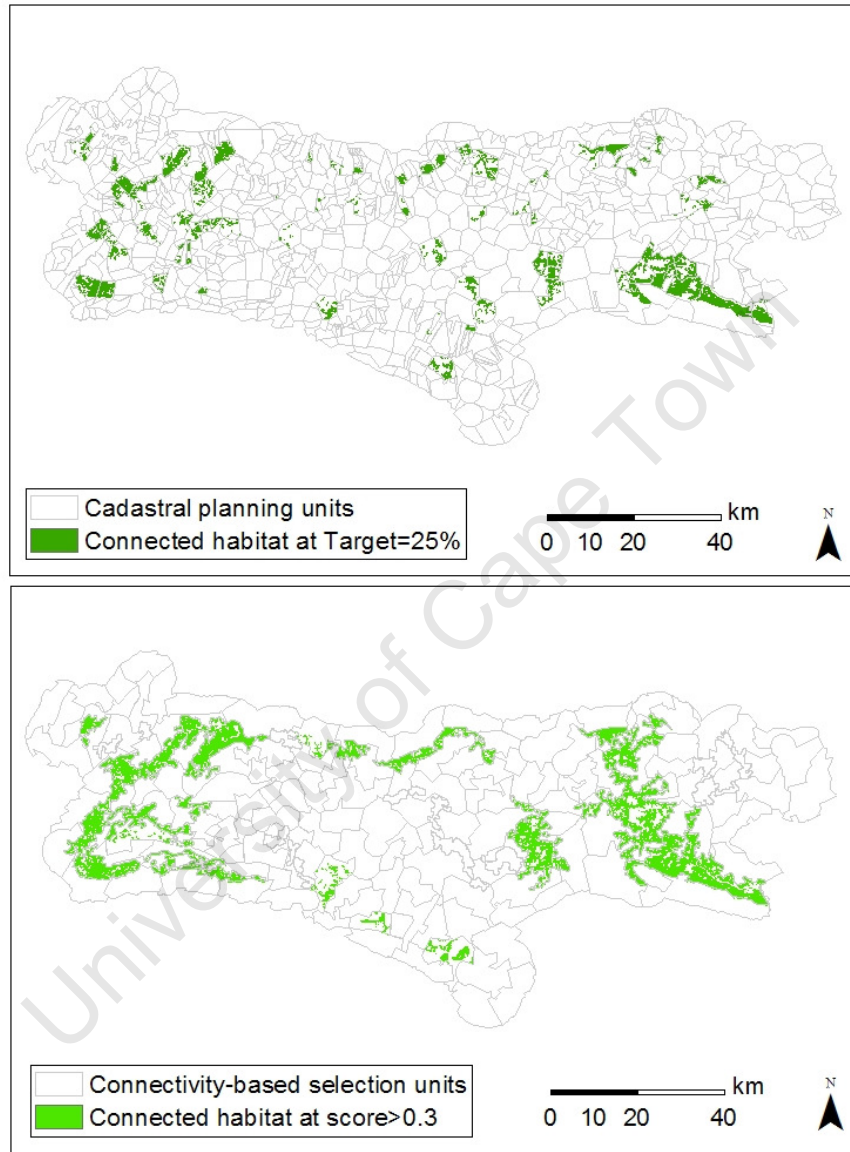 Cadastral planning units
Connected habitat at Target=25%
km
0 10 20 40
N
University of Cape Town
Connectivity-based selection units
Connected habitat at score>0.3
km
0 10 20 40
N